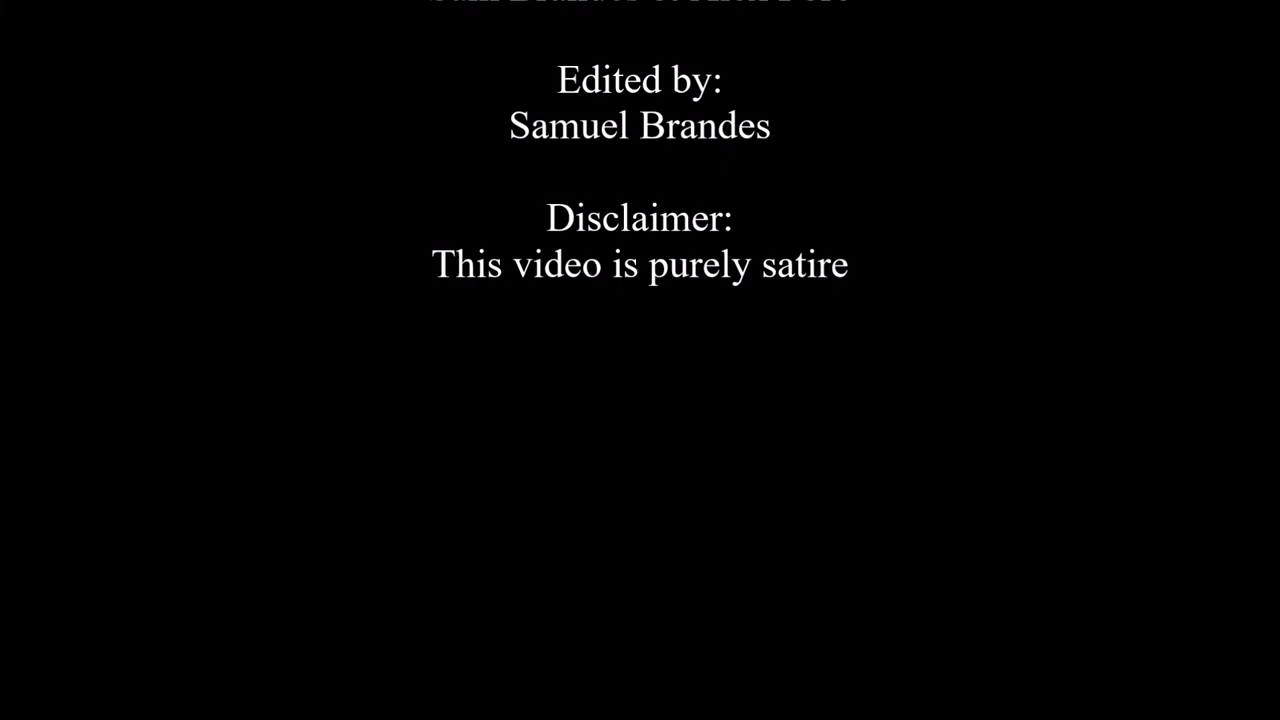 Edited by:
Samuel Brandes
Disclaimer:
This video is purely satire